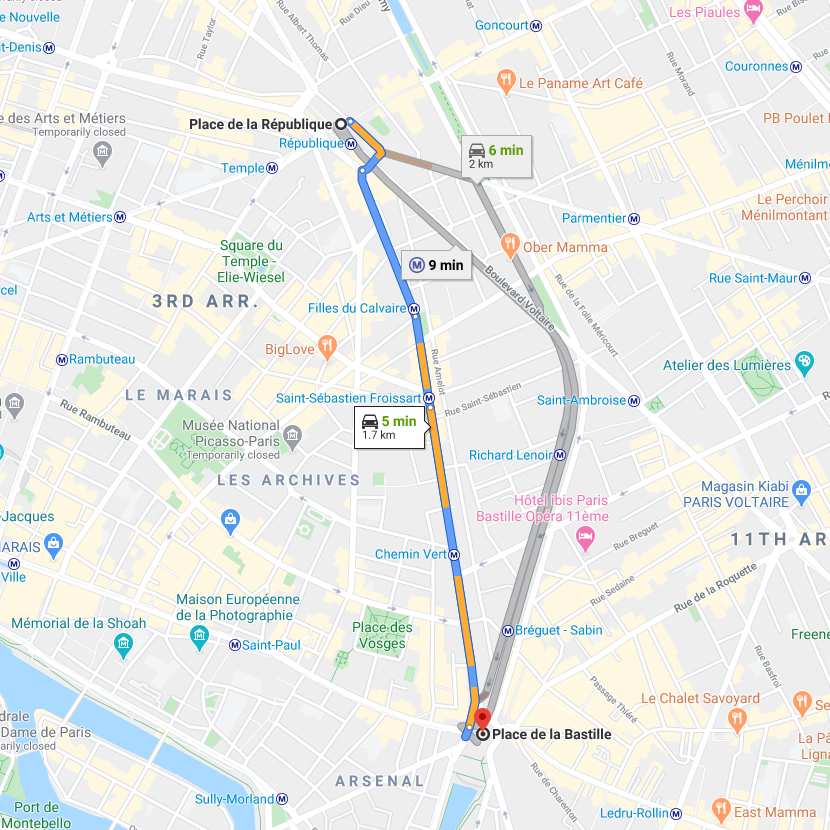 e Nouvelle
t-Denis
Rue Taylor
Rue Albert Thomas
Rue Dieu
ny
Goncourt
Les Piaules
Couronnes
Rue Morand
Le Paname Art Café
PB Poulet
e des Arts et Métiers
Temporarily closed
Place de la République
République
Temple
6 min
2 km
Ménilm
Arts et Métiers
Parmentier
Le Perchoir
Ménilmontant
Ober Mamma
Square du
Temple -
Elie-Wiesel
9 min
Boulevard Voltaire
Rue de la Folie Méricourt
Rue Saint-Maur
rcel
3RD ARR.
Filles du Calvaire
BigLove
Rue Amelot
Rambuteau
Atelier des Lumières
LE MARAIS
Saint-Sébastien Froissart
Rue Saint-Sébastien
Saint-Ambroise
Rue Rambuteau
5 min
1.7 km
Musée National
Picasso-Paris
Temporarily closed
Richard Lenoir
LES ARCHIVES
Magasin Kiabi
PARIS VOLTAIRE
Hôtel ibis Paris
Bastille Opéra 11ème
-Jacques
MARAIS
Rue Breguet
11TH AR
Chemin Vert
Ville
Rue Sedaine
Rue de la Roquette
Maison Européenne
de la Photographie
Mémorial de la Shoah
Place des
Vosges
Bréguet - Sabin
Freene
Saint-Paul
Rue Basfroi
Passage Thiéré
Le Chalet Savoyard
Se
drale
Dame de Paris
arily closed
Place de la Bastille
La Pâ
Ligna
ARSENAL
Rue de Charenton
Port de
Montebello
Sully-Morland
Ledru-Rollin
East Mamma